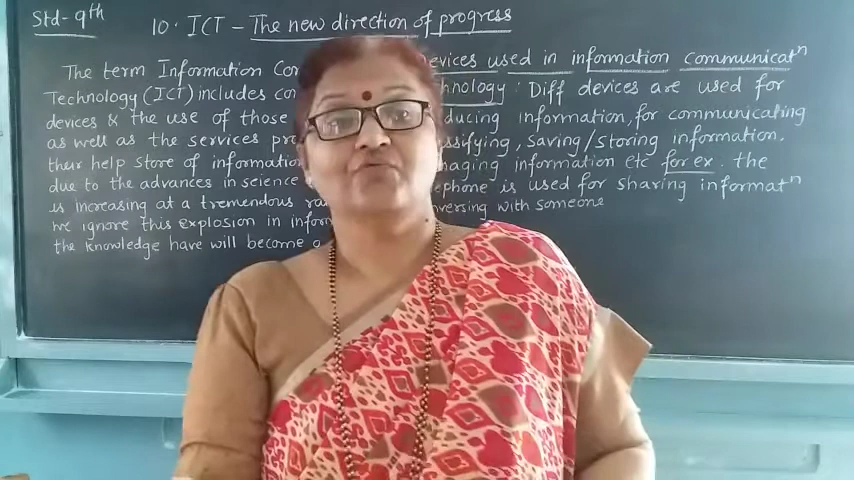 Std-9th
10. ICT - The new direction of progress
The term Information Co
Technology (ICT) includes co
devices & the use of those
as well as the services pr
their help store of informatio
due to the advances in science
is increasing at a tremendous ra
we ignore this explosion in infor
the knowledge have will become a
evices used in information communicatn
hnology : Diff devices are used for
ducing information, for communicating
ssifying, saving/storing information.
naging information etc for ex. the
ephone is used for sharing informatn
nversing with someone